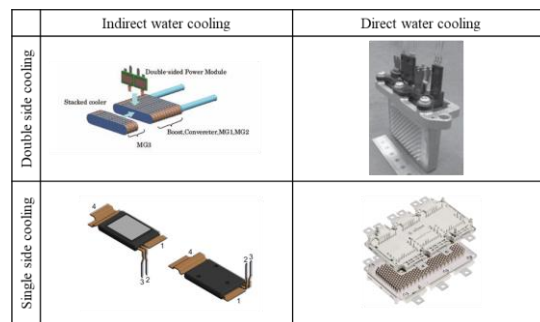 Indirect water cooling
Direct water cooling
Double side cooling
Double-sided Power Module
Stacked cooler
Boost,Converetor,MG1,MG2
MG3
Single side cooling
4
1
3 2
4
2 3
1